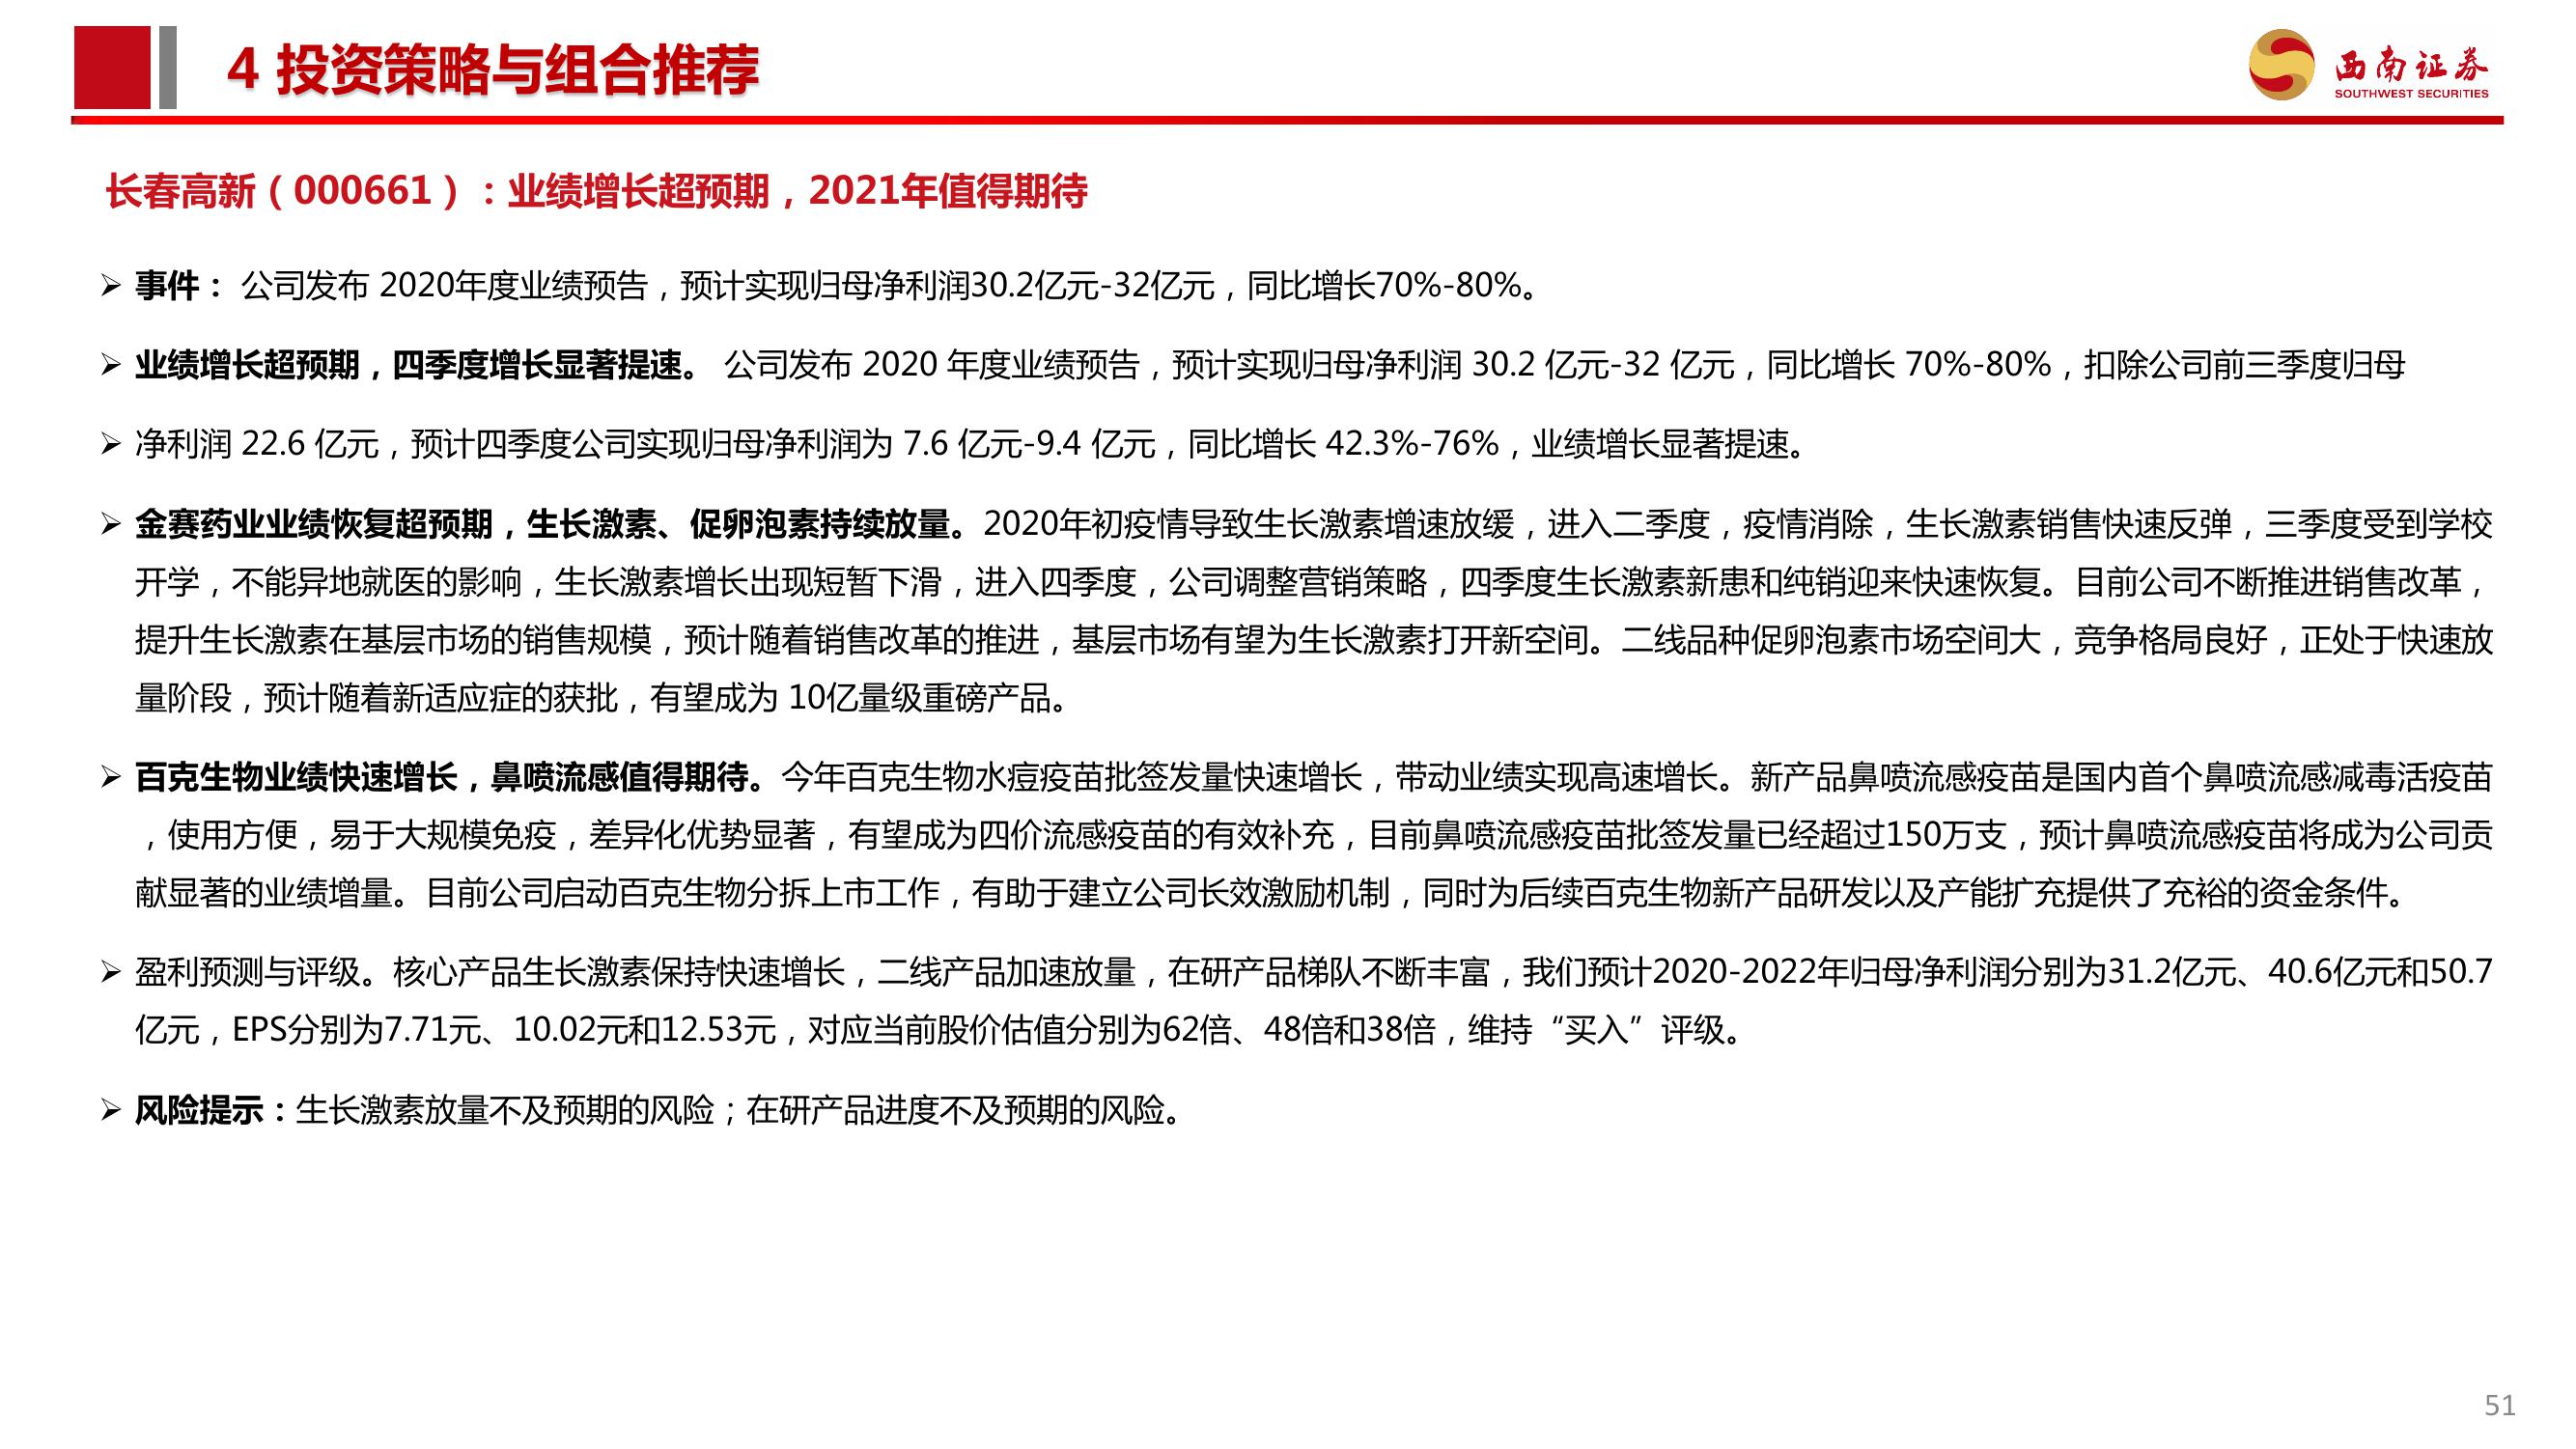 4 投资策略与组合推荐
西南证券
SOUTHWEST SECURITIES
长春高新（000661）：业绩增长超预期，2021年值得期待
➢ 事件： 公司发布 2020年度业绩预告，预计实现归母净利润30.2亿元-32亿元，同比增长70%-80%。
➢ 业绩增长超预期，四季度增长显著提速。 公司发布 2020 年度业绩预告，预计实现归母净利润 30.2 亿元-32 亿元，同比增长 70%-80%，扣除公司前三季度归母
➢ 净利润 22.6 亿元，预计四季度公司实现归母净利润为 7.6 亿元-9.4 亿元，同比增长 42.3%-76%，业绩增长显著提速。
➢ 金赛药业业绩恢复超预期，生长激素、促卵泡素持续放量。2020年初疫情导致生长激素增速放缓，进入二季度，疫情消除，生长激素销售快速反弹，三季度受到学校
开学，不能异地就医的影响，生长激素增长出现短暂下滑，进入四季度，公司调整营销策略，四季度生长激素新患和纯销迎来快速恢复。目前公司不断推进销售改革，
提升生长激素在基层市场的销售规模，预计随着销售改革的推进，基层市场有望为生长激素打开新空间。二线品种促卵泡素市场空间大，竞争格局良好，正处于快速放
量阶段，预计随着新适应症的获批，有望成为 10亿量级重磅产品。
➢ 百克生物业绩快速增长，鼻喷流感值得期待。今年百克生物水痘疫苗批签发量快速增长，带动业绩实现高速增长。新产品鼻喷流感疫苗是国内首个鼻喷流感减毒活疫苗
，使用方便，易于大规模免疫，差异化优势显著，有望成为四价流感疫苗的有效补充，目前鼻喷流感疫苗批签发量已经超过150万支，预计鼻喷流感疫苗将成为公司贡
献显著的业绩增量。目前公司启动百克生物分拆上市工作，有助于建立公司长效激励机制，同时为后续百克生物新产品研发以及产能扩充提供了充裕的资金条件。
➢ 盈利预测与评级。核心产品生长激素保持快速增长，二线产品加速放量，在研产品梯队不断丰富，我们预计2020-2022年归母净利润分别为31.2亿元、40.6亿元和50.7
亿元，EPS分别为7.71元、10.02元和12.53元，对应当前股价估值分别为62倍、48倍和38倍，维持“买入”评级。
➢ 风险提示：生长激素放量不及预期的风险；在研产品进度不及预期的风险。
51